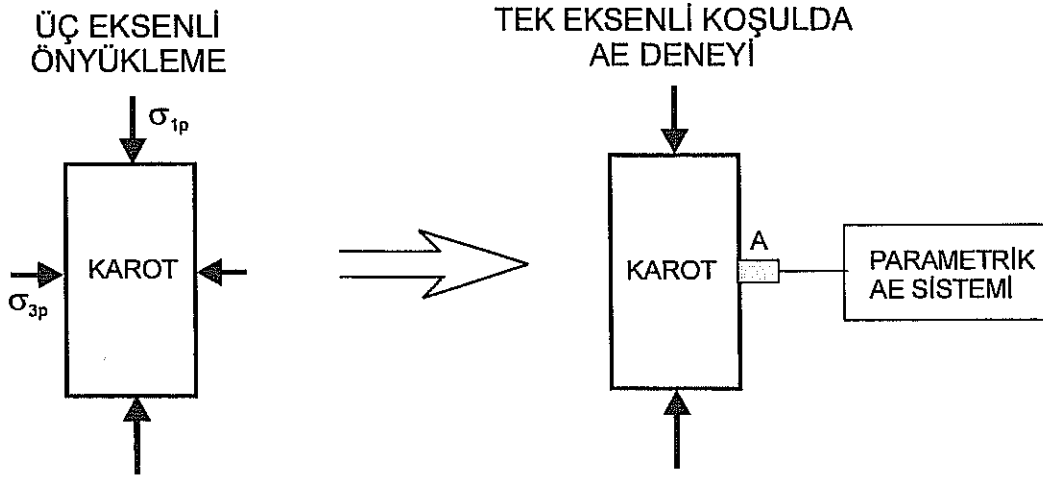 ÜÇ EKSENLİ
ÖNYÜKLEME
σ1p
KAROT
σ3p
TEK EKSENLİ KOŞULDA
AE DENEYİ
KAROT
A
PARAMETRİK
AE SİSTEMİ